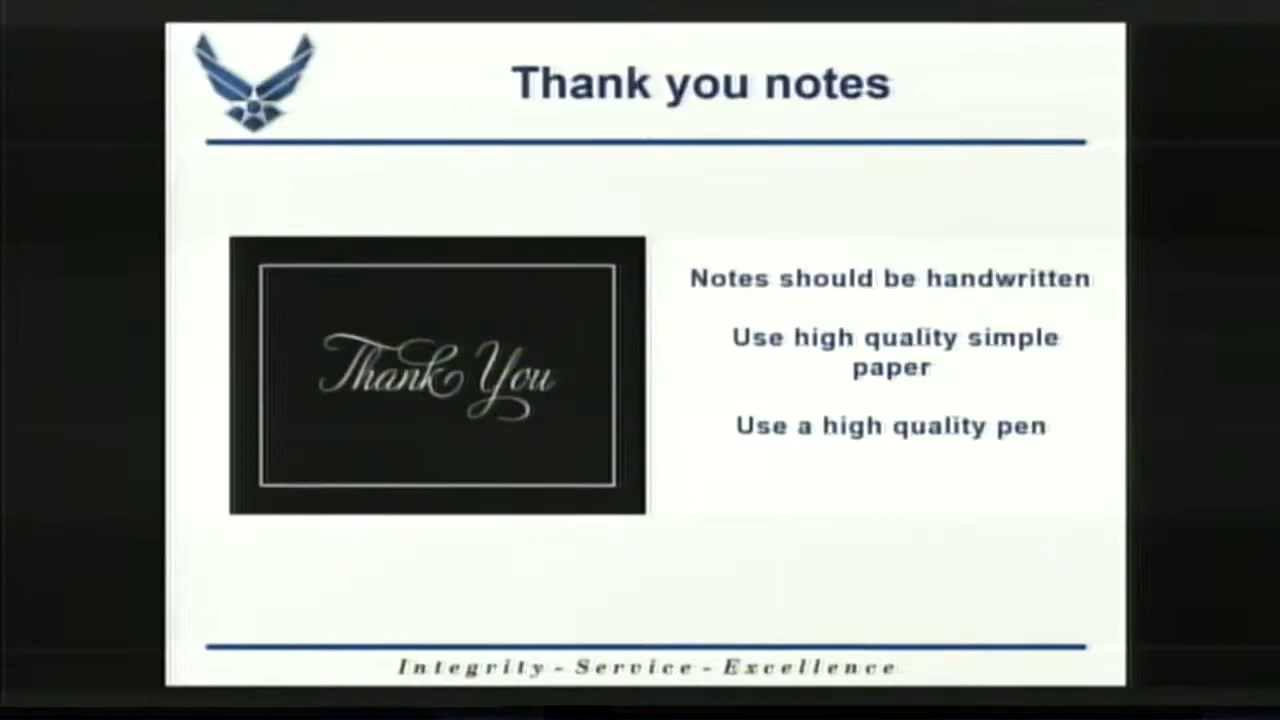 Thank you notes
Thank You
Notes should be handwritten
Use high quality simple
paper
Use a high quality pen
Integrity - Service - Excellence